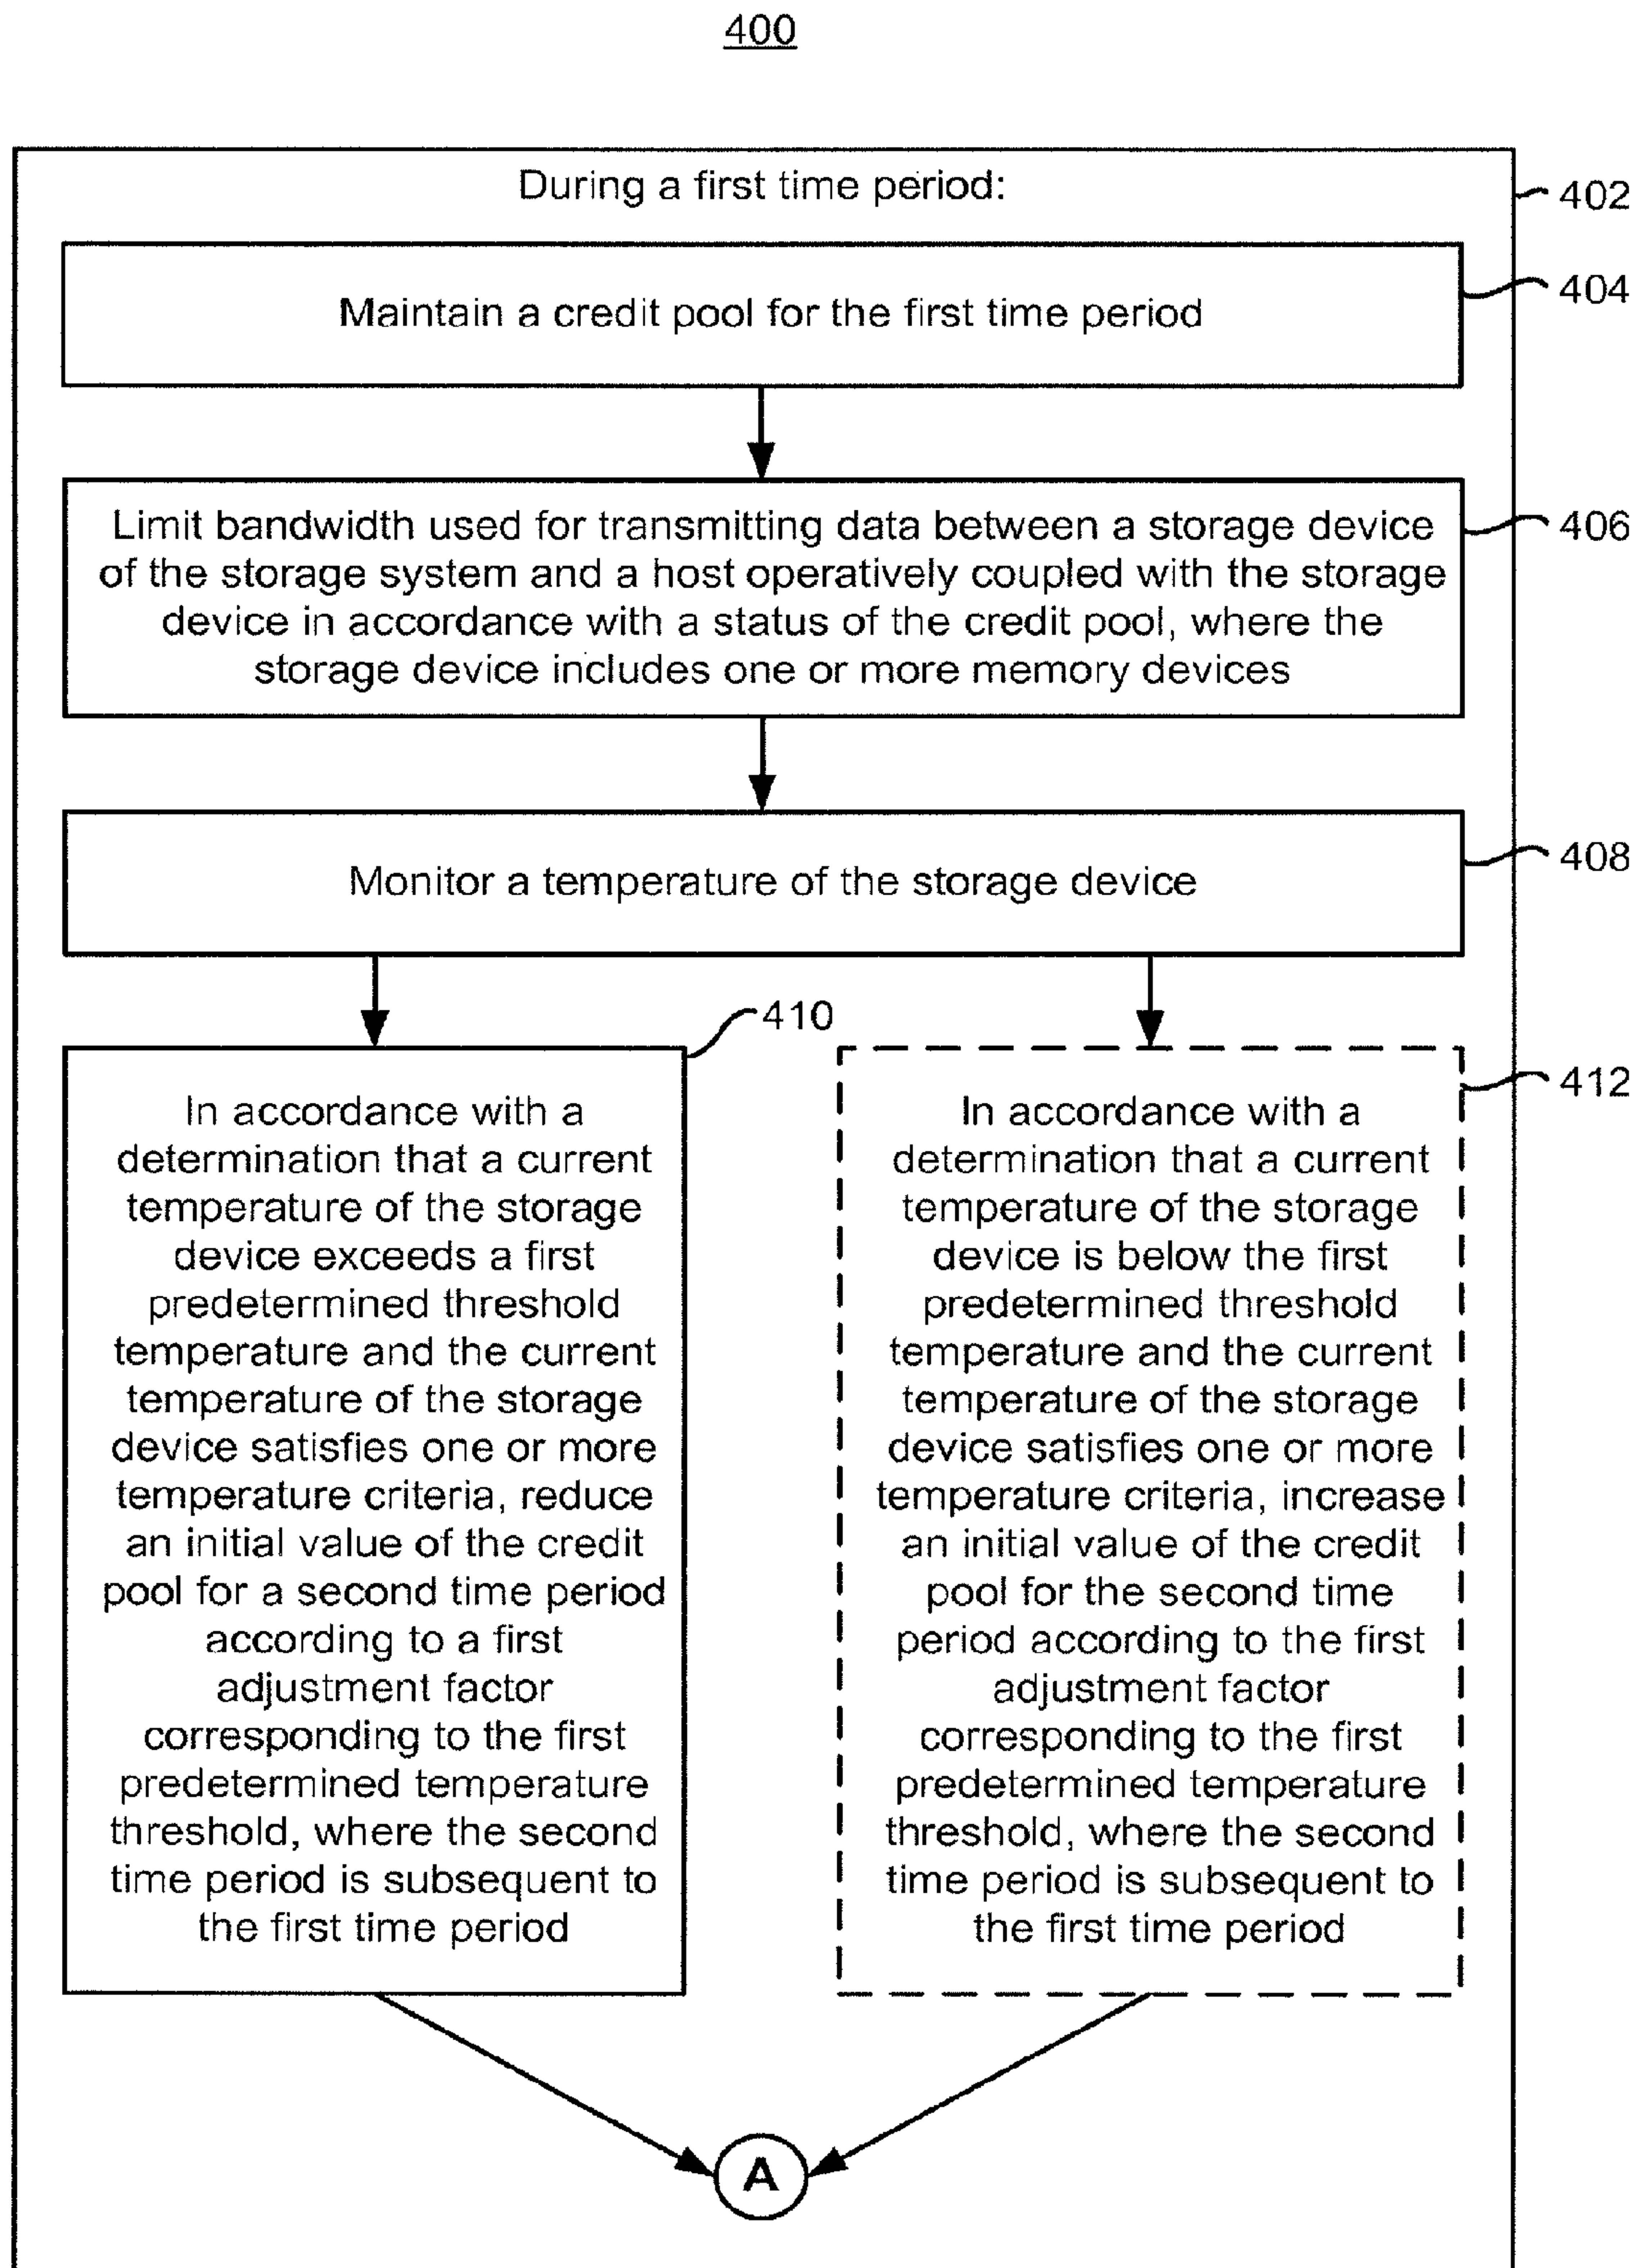 400
During a first time period:
402
Maintain a credit pool for the first time period
404
Limit bandwidth used for transmitting data between a storage device
of the storage system and a host operatively coupled with the storage
device in accordance with a status of the credit pool, where the
storage device includes one or more memory devices
406
Monitor a temperature of the storage device
408
410
In accordance with a
determination that a current
temperature of the storage
device exceeds a first
predetermined threshold
temperature and the current
temperature of the storage
device satisfies one or more
temperature criteria, reduce
an initial value of the credit
pool for a second time period
according to a first
adjustment factor
corresponding to the first
predetermined temperature
threshold, where the second
time period is subsequent to
the first time period
412
In accordance with a
determination that a current
temperature of the storage
device is below the first
predetermined threshold
temperature and the current
temperature of the storage
device satisfies one or more
temperature criteria, increase
an initial value of the credit
pool for the second time
period according to the first
adjustment factor
corresponding to the first
predetermined temperature
threshold, where the second
time period is subsequent to
the first time period
A